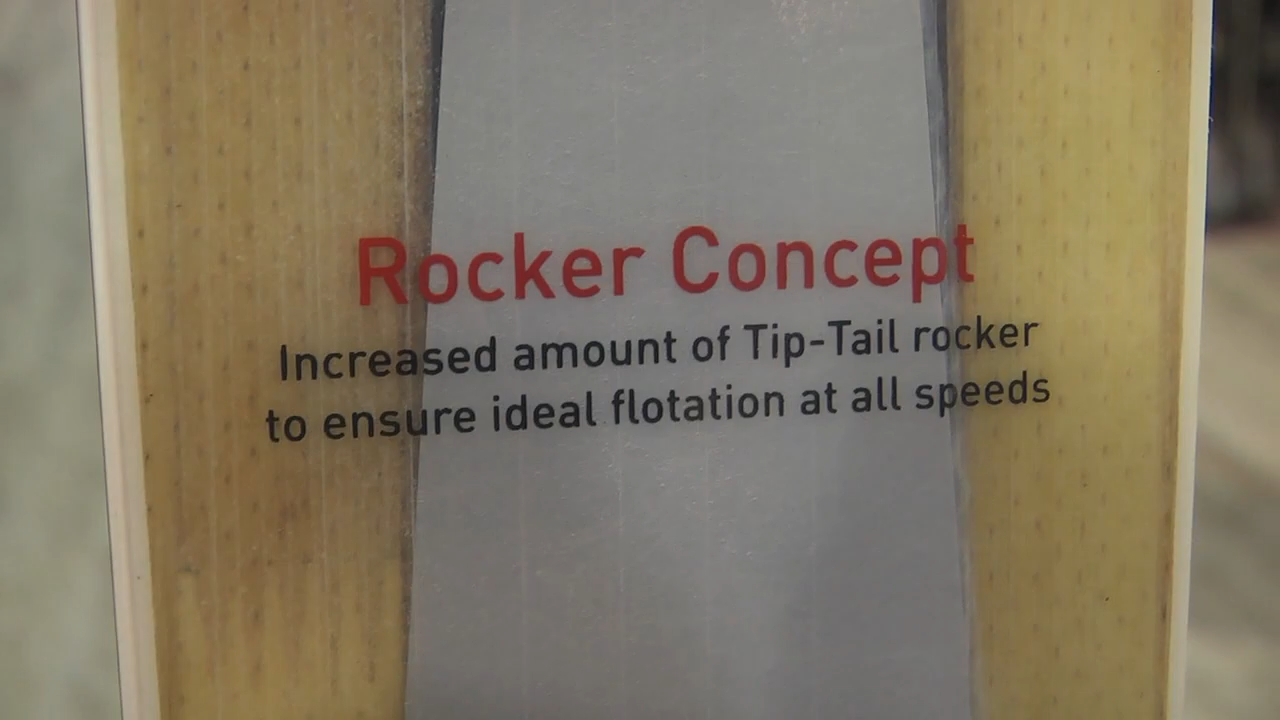 Rocker Concept
Increased amount of Tip-Tail rocker
to ensure ideal flotation at all speeds